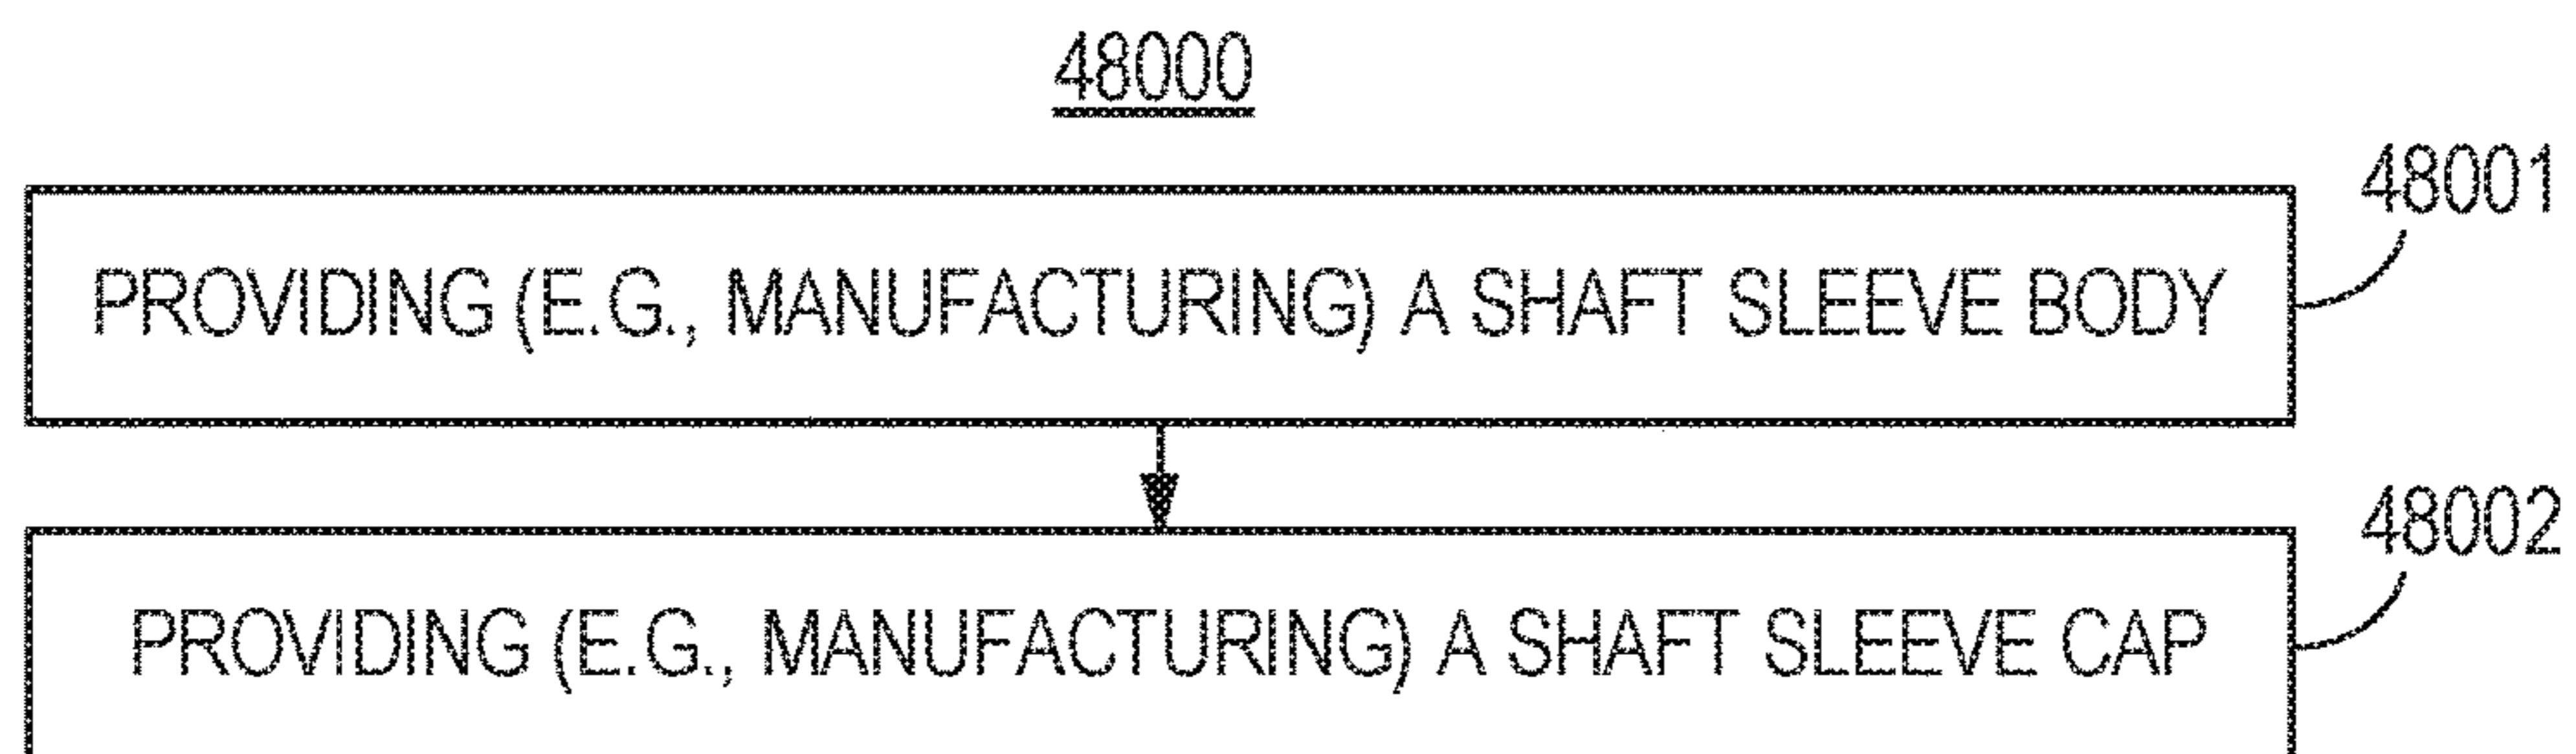 48000
48001
PROVIDING (E.G., MANUFACTURING) A SHAFT SLEEVE BODY
48002
PROVIDING (E.G., MANUFACTURING) A SHAFT SLEEVE CAP